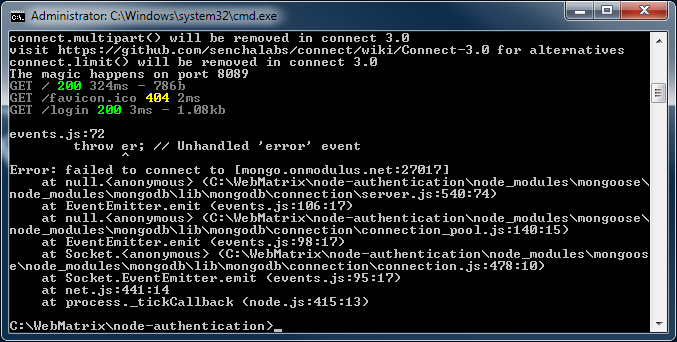 Administrator: C:\Windows\system32\cmd.exe
connect.multipart() will be removed in connect 3.0
visit https://github.com/senchalabs/connect/wiki/Connect-3.0 for alternatives
connect.limit() will be removed in connect 3.0
The magic happens on port 8089
GET / 200 324ms - 786b
GET /favicon.ico 404 2ms
GET /login 200 3ms - 1.08kb
events.js:72
throw er; // Unhandled 'error' event
^
Error: failed to connect to [mongo.onmodulus.net:27017]
at null.<anonymous> (C:\WebMatrix\node-authentication\node_modules\mongoose\
node_modules\mongodb\lib\mongodb\connection\server.js:540:74)
at EventEmitter.emit (events.js:106:17)
at null.<anonymous> (C:\WebMatrix\node-authentication\node_modules\mongoose\
node_modules\mongodb\lib\mongodb\connection\connection_pool.js:140:15)
at EventEmitter.emit (events.js:98:17)
at Socket.<anonymous> (C:\WebMatrix\node-authentication\node_modules\mongoos
e\node_modules\mongodb\lib\mongodb\connection\connection.js:478:10)
at Socket.EventEmitter.emit (events.js:95:17)
at net.js:441:14
at process._tickCallback (node.js:415:13)
C:\WebMatrix\node-authentication>_